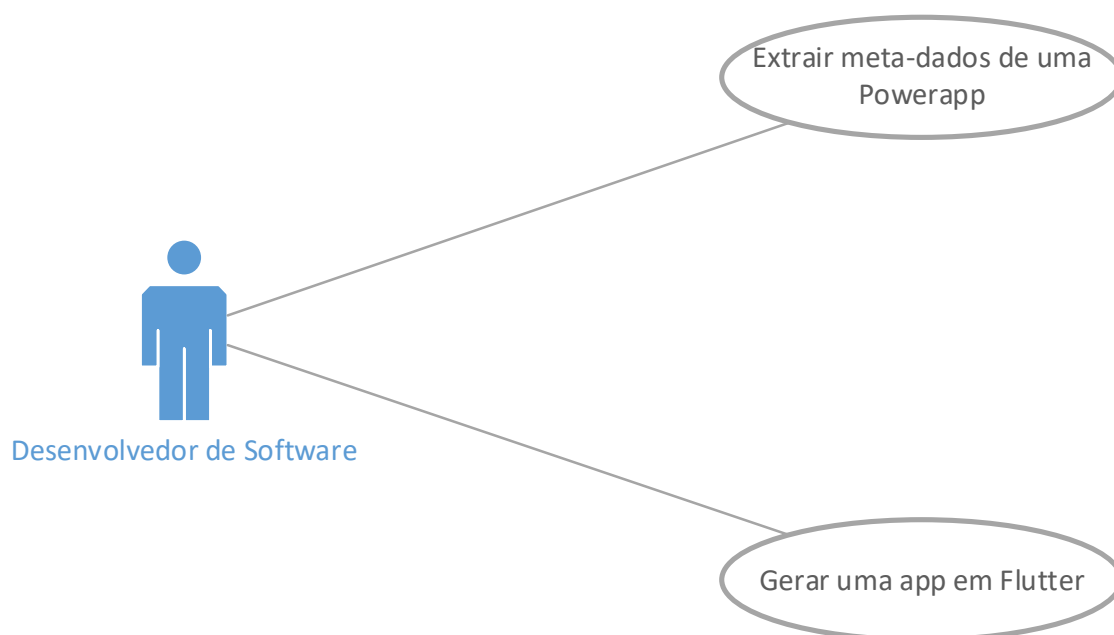 Extrair meta-dados de uma
Powerapp
Desenvolvedor de Software
Gerar uma app em Flutter